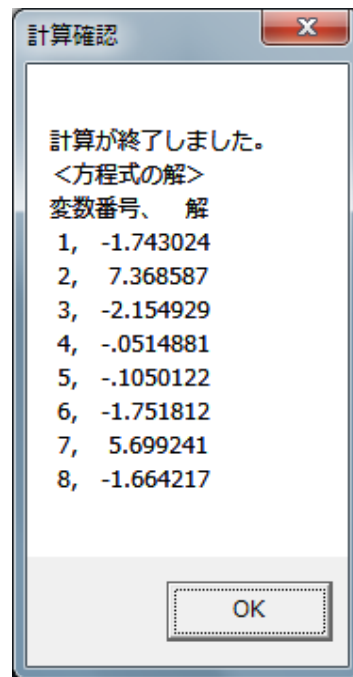 計算確認
計算が終了しました。
<方程式の解>
変数番号、 解
1, -1.743024
2, 7.368587
3, -2.154929
4, -.0514881
5, -.1050122
6, -1.751812
7, 5.699241
8, -1.664217
OK